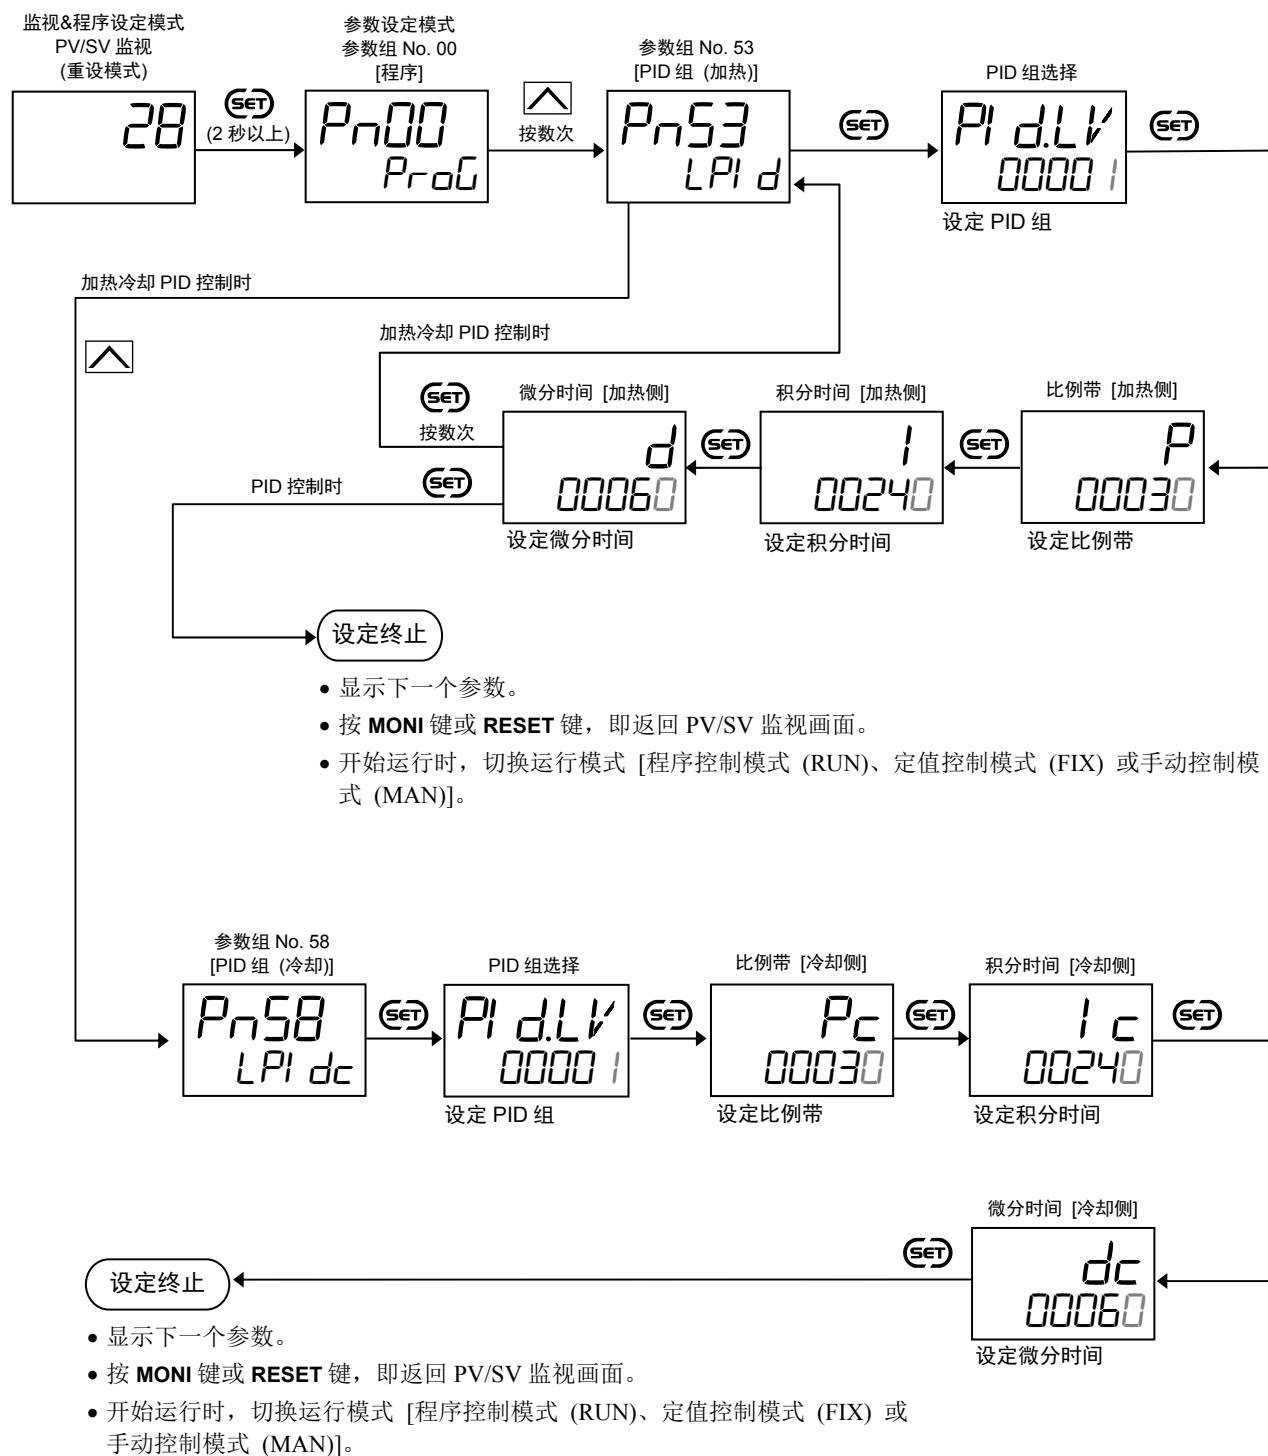 监视&程序设定模式
PV/SV 监视
(重设模式)
28
SET
(2 秒以上)
参数设定模式
参数组 No. 00
[程序]
Pn00
ProG
按数次
参数组 No. 53
[PID 组 (加热)]
Pn53
LPI d
SET
PID 组选择
PI d.LV
00001
设定 PID 组
SET
加热冷却 PID 控制时
加热冷却 PID 控制时
SET
按数次
微分时间 [加热侧]
d
00060
设定微分时间
SET
积分时间 [加热侧]
I
00240
设定积分时间
SET
比例带 [加热侧]
P
00030
设定比例带
PID 控制时
SET
设定终止
• 显示下一个参数。
• 按 MONI 键或 RESET 键，即返回 PV/SV 监视画面。
• 开始运行时，切换运行模式 [程序控制模式 (RUN)、定值控制模式 (FIX) 或手动控制模
式 (MAN)]。
参数组 No. 58
[PID 组 (冷却)]
Pn58
LPI dc
SET
PID 组选择
PI d.LV
00001
设定 PID 组
SET
比例带 [冷却侧]
Pc
00030
设定比例带
SET
积分时间 [冷却侧]
I c
00240
设定积分时间
SET
微分时间 [冷却侧]
dc
00060
设定微分时间
SET
设定终止
• 显示下一个参数。
• 按 MONI 键或 RESET 键，即返回 PV/SV 监视画面。
• 开始运行时，切换运行模式 [程序控制模式 (RUN)、定值控制模式 (FIX) 或
手动控制模式 (MAN)]。